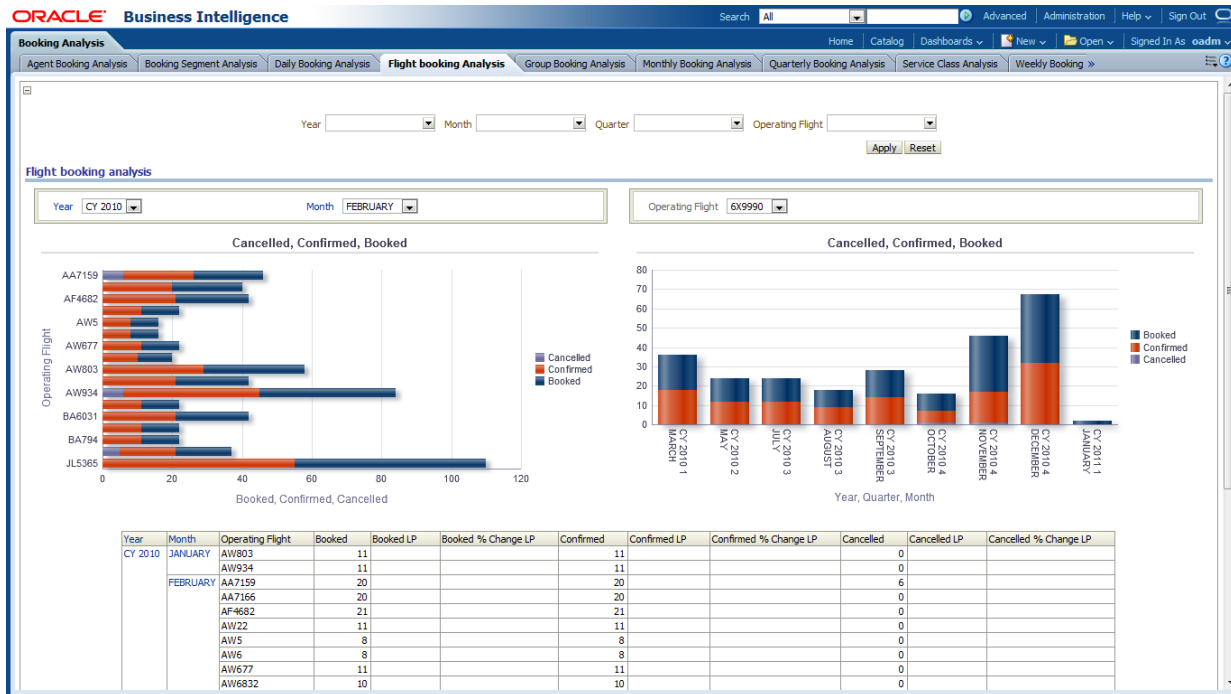 ORACLE Business Intelligence
Search All Advanced Administration Help Sign Out
Booking Analysis
Home Catalog Dashboards New Open Signed In As oadm
Agent Booking Analysis Booking Segment Analysis Daily Booking Analysis Flight booking Analysis Group Booking Analysis Monthly Booking Analysis Quarterly Booking Analysis Service Class Analysis Weekly Booking »
Year Month Quarter Operating Flight
Apply Reset
Flight booking analysis
Year CY 2010 Month FEBRUARY
Operating Flight 6X9990
Cancelled, Confirmed, Booked
Operating Flight
AA7159
AF4682
AW5
AW677
AW803
AW934
BA6031
BA794
JL5365
0 20 40 60 80 100 120
Booked, Confirmed, Cancelled
Cancelled
Confirmed
Booked
Cancelled, Confirmed, Booked
80
70
60
50
40
30
20
10
0
CY 2010 1 MARCH
CY 2010 2 MAY
CY 2010 3 JULY
CY 2010 3 AUGUST
CY 2010 3 SEPTEMBER
CY 2010 4 OCTOBER
CY 2010 4 NOVEMBER
CY 2010 4 DECEMBER
CY 2011 1 JANUARY
Year, Quarter, Month
Booked
Confirmed
Cancelled
Year Month Operating Flight Booked Booked LP Booked % Change LP Confirmed Confirmed LP Confirmed % Change LP Cancelled Cancelled LP Cancelled % Change LP
CY 2010 JANUARY AW803 11 11 0
AW934 11 11 0
FEBRUARY AA7159 20 20 6
AA7166 20 20 0
AF4682 21 21 0
AW22 11 11 0
AW5 8 8 0
AW6 8 8 0
AW677 11 11 0
AW6832 10 10 0